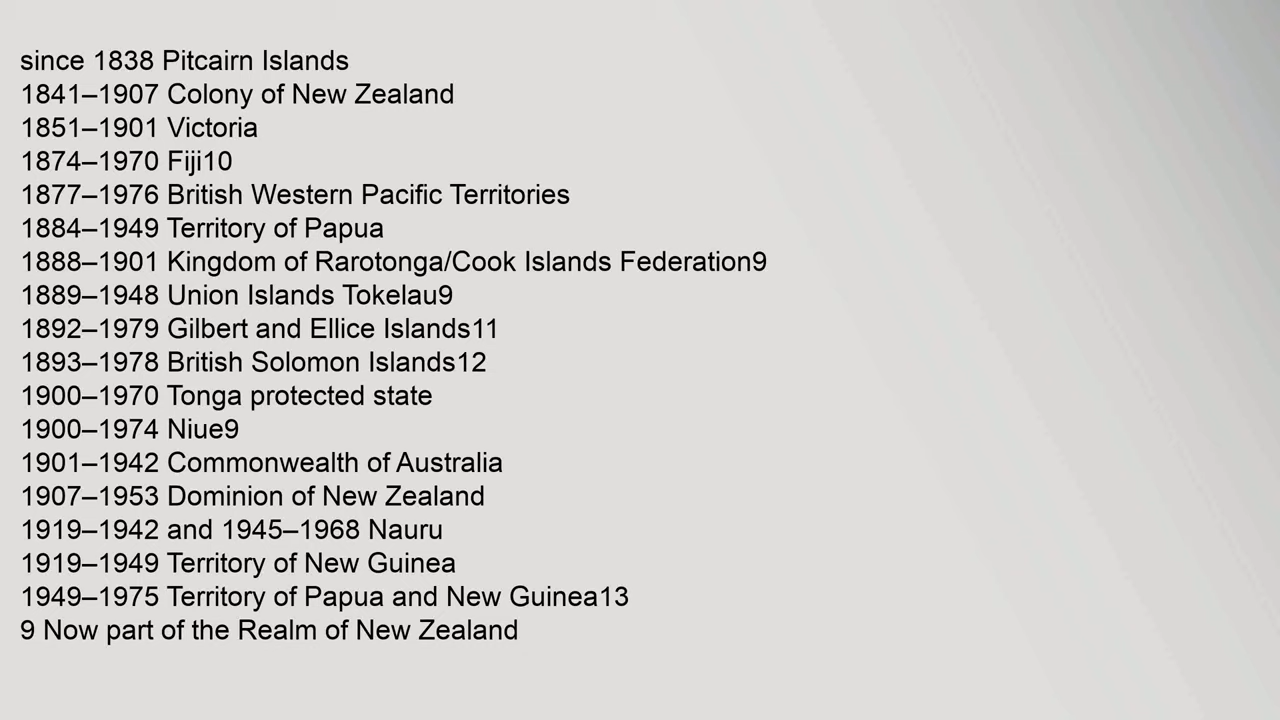 since 1838 Pitcairn Islands
1841–1907 Colony of New Zealand
1851–1901 Victoria
1874–1970 Fiji10
1877–1976 British Western Pacific Territories
1884–1949 Territory of Papua
1888–1901 Kingdom of Rarotonga/Cook Islands Federation9
1889–1948 Union Islands Tokelau9
1892–1979 Gilbert and Ellice Islands11
1893–1978 British Solomon Islands12
1900–1970 Tonga protected state
1900–1974 Niue9
1901–1942 Commonwealth of Australia
1907–1953 Dominion of New Zealand
1919–1942 and 1945–1968 Nauru
1919–1949 Territory of New Guinea
1949–1975 Territory of Papua and New Guinea13
9 Now part of the Realm of New Zealand